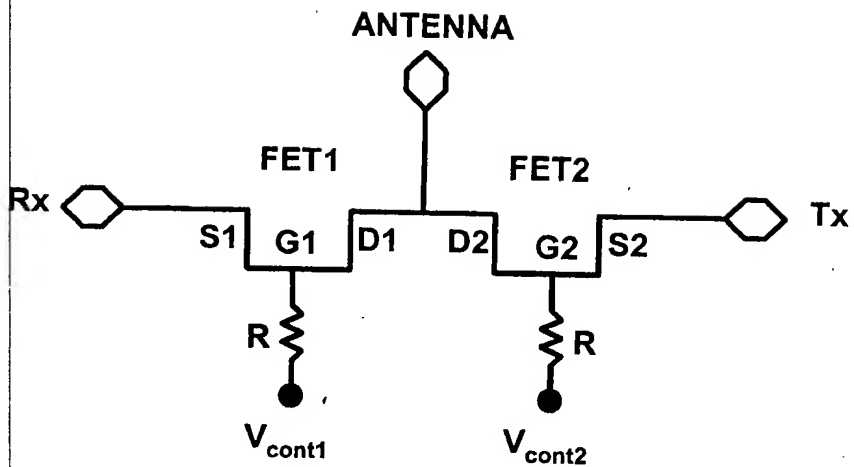 ANTENNA
FET1
FET2
Rx
Tx
S1
G1
D1
D2
G2
S2
R
R
Vcont1
Vcont2